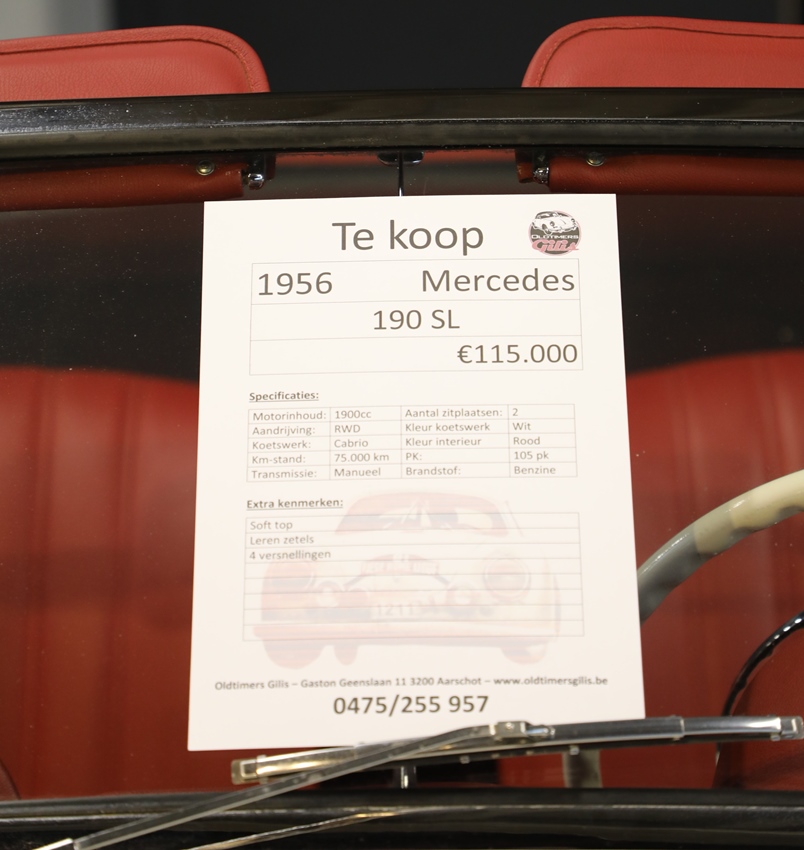 Te koop
OLDTIMERS
Gilis
1956 Mercedes
190 SL
€115.000
Specificaties:
Motorinhoud: 1900cc Aantal zitplaatsen: 2
Aandrijving: RWD Kleur koetswerk Wit
Koetswerk: Cabrio Kleur interieur Rood
Km-stand: 75.000 km PK: 105 pk
Transmissie: Manueel Brandstof: Benzine
Extra kenmerken:
Soft top
Leren zetels
4 versnellingen
Oldtimers Gilis – Gaston Geenslaan 11 3200 Aarschot – www.oldtimersgilis.be
0475/255 957